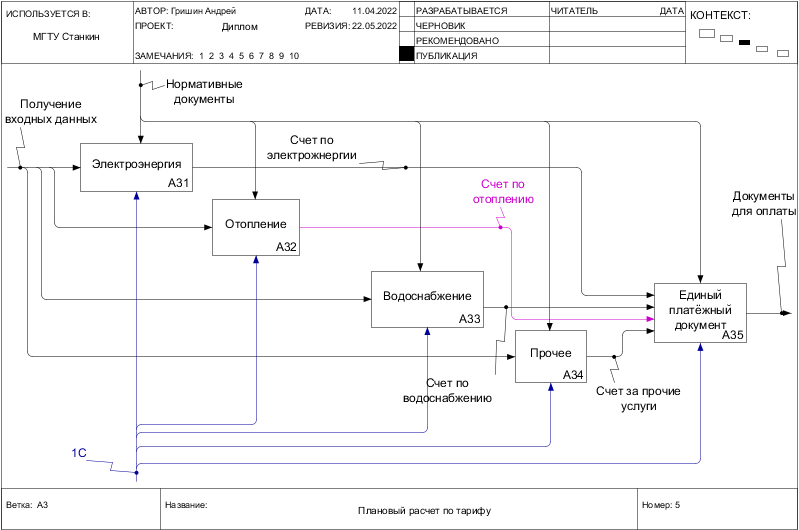 ИСПОЛЬЗУЕТСЯ В:
МГТУ Станкин
АВТОР: Гришин Андрей
ДАТА: 11.04.2022
ПРОЕКТ: Диплом
РЕВИЗИЯ: 22.05.2022
ЗАМЕЧАНИЯ: 1 2 3 4 5 6 7 8 9 10
РАЗРАБАТЫВАЕТСЯ
ЧЕРНОВИК
РЕКОМЕНДОВАНО
ПУБЛИКАЦИЯ
ЧИТАТЕЛЬ ДАТА
КОНТЕКСТ:
Нормативные
документы
Получение
входных данных
Электроэнергия
A31
Счет по
электрожнергии
Счет по
отоплению
Отопление
A32
Документы
для оплаты
Водоснабжение
A33
Единый
платёжный
документ
A35
Прочее
A34
Счет по
водоснабжению
Счет за прочие
услуги
1С
Ветка: A3
Название:
Плановый расчет по тарифу
Номер: 5